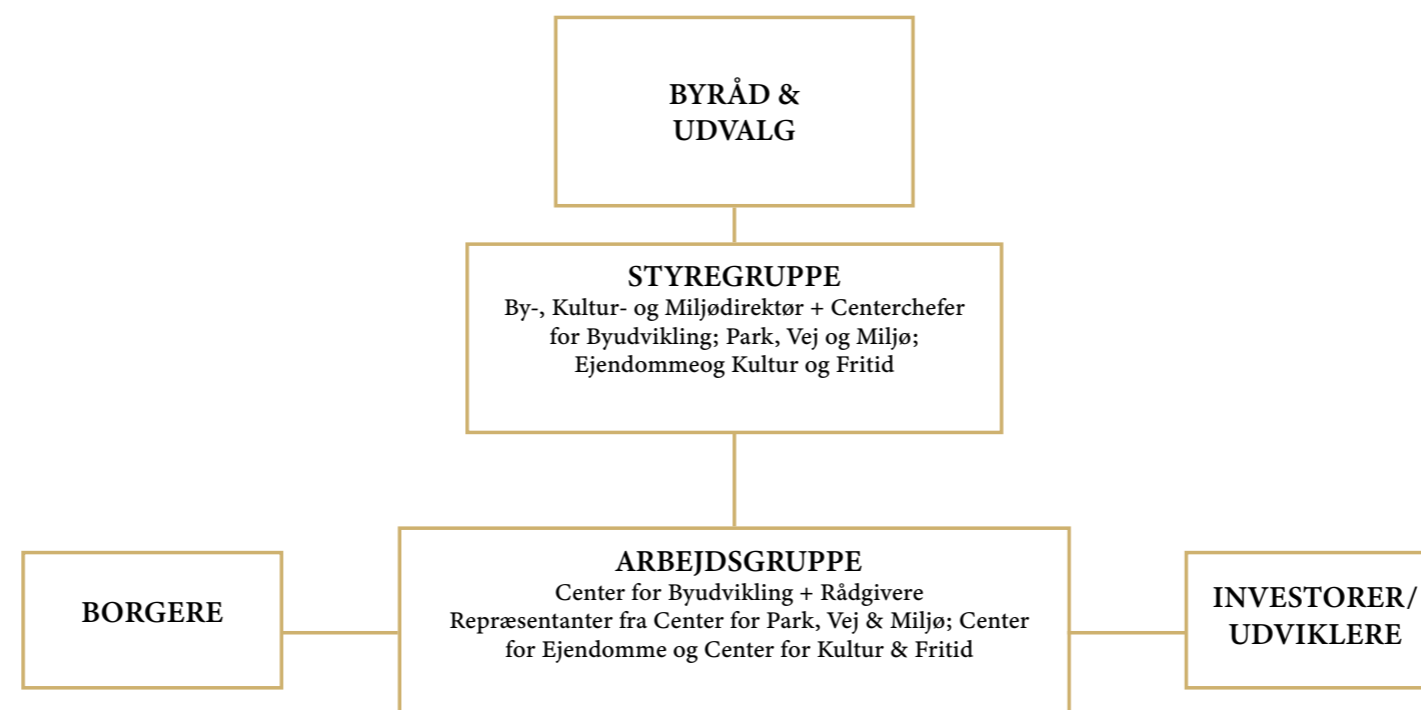 BYRÅD &
UDVALG
STYREGRUPPE
By-, Kultur- og Miljødirektør + Centerchefer
for Byudvikling; Park, Vej og Miljø;
Ejendommeog Kultur og Fritid
ARBEJDSGRUPPE
Center for Byudvikling + Rådgivere
Repræsentanter fra Center for Park, Vej & Miljø; Center
for Ejendomme og Center for Kultur & Fritid
BORGERE
INVESTORER/
UDVIKLERE